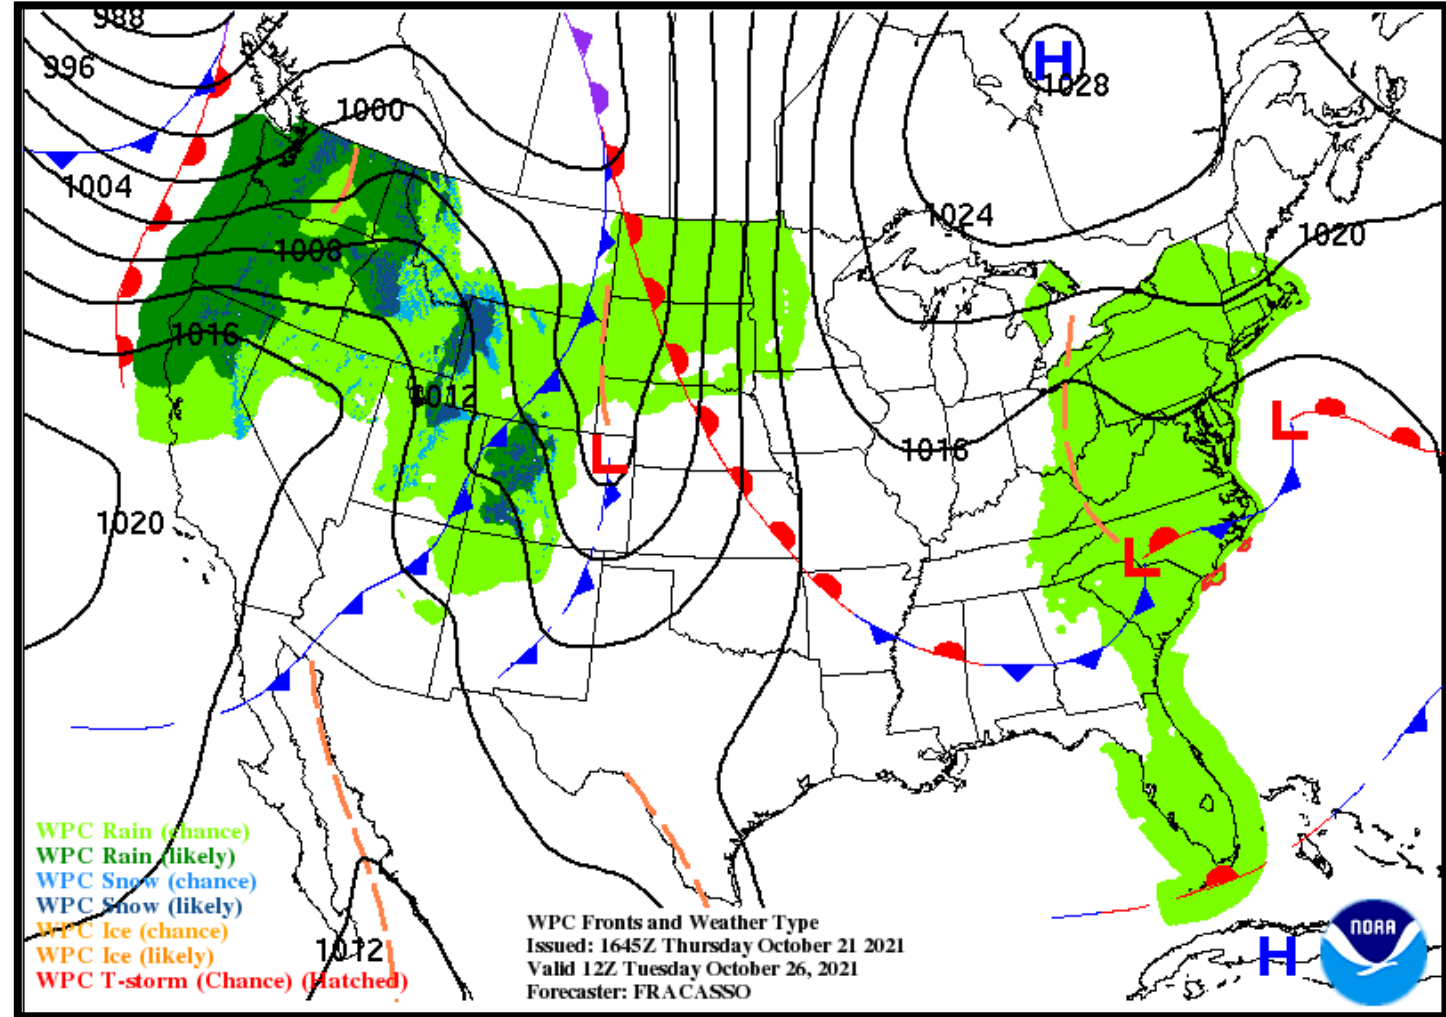 988
996
1000
1028
1004
1024
1020
1008
1016
1012
1016
1020
1012
H
L
L
L
H
WPC Rain (chance)
WPC Rain (likely)
WPC Snow (chance)
WPC Snow (likely)
WPC Ice (chance)
WPC Ice (likely)
WPC T-storm (Chance) (Hatched)
WPC Fronts and Weather Type
Issued: 1645Z Thursday October 21 2021
Valid 12Z Tuesday October 26, 2021
Forecaster: FRACASSO
NOAA